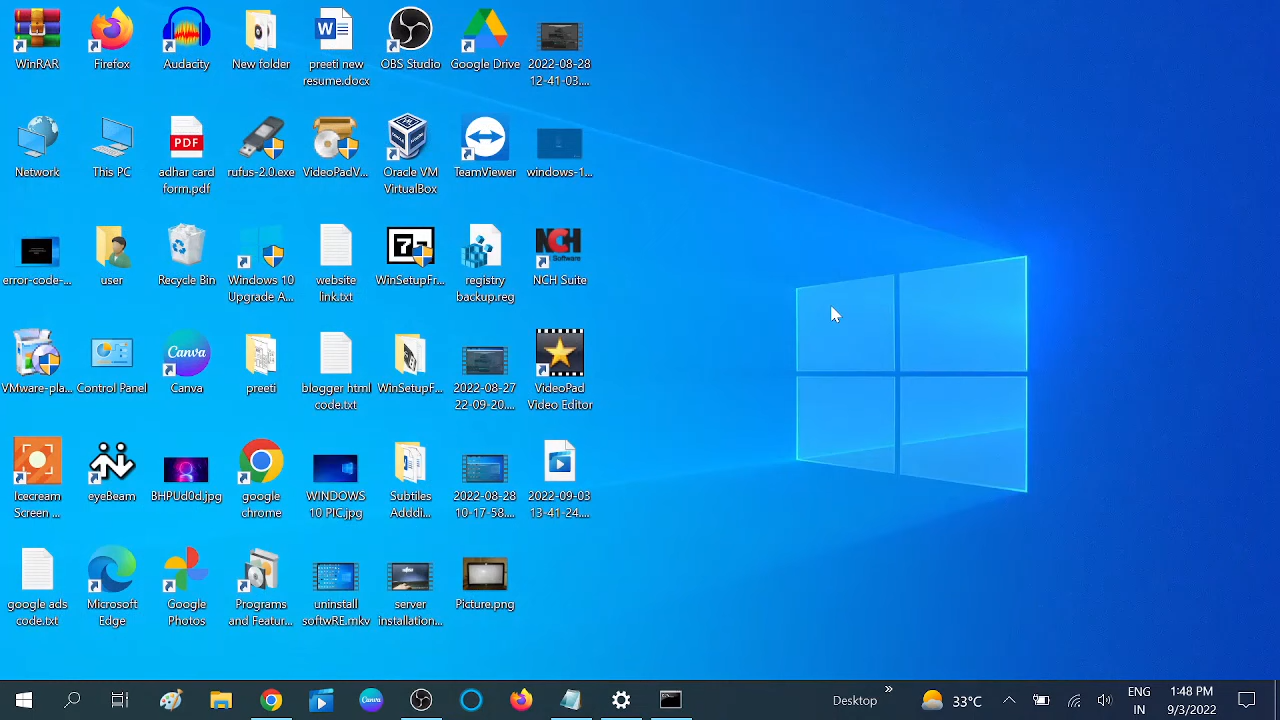 WinRAR
Firefox
Audacity
New folder
preeti new
resume.docx
OBS Studio
Google Drive
2022-08-28
12-41-03....
Network
This PC
PDF
adhar card
form.pdf
rufus-2.0.exe
VideoPadV...
Oracle VM
VirtualBox
TeamViewer
windows-1...
error-code-...
user
Recycle Bin
Windows 10
Upgrade A...
website
link.txt
WinSetupFr...
registry
backup.reg
NCH
Software
NCH Suite
VMware-pla...
Control Panel
Canva
Canva
preeti
blogger html
code.txt
WinSetupF...
2022-08-27
22-09-20....
VideoPad
Video Editor
Icecream
Screen ...
eyeBeam
BHPUd0d.jpg
google
chrome
WINDOWS
10 PIC.jpg
Subtiles
Adddi...
2022-08-28
10-17-58....
2022-09-03
13-41-24....
google ads
code.txt
Microsoft
Edge
Google
Photos
Programs
and Featur...
uninstall
softwRE.mkv
server
installation...
Picture.png
Canva
Desktop
»
33°C
ENG
IN
1:48 PM
9/3/2022